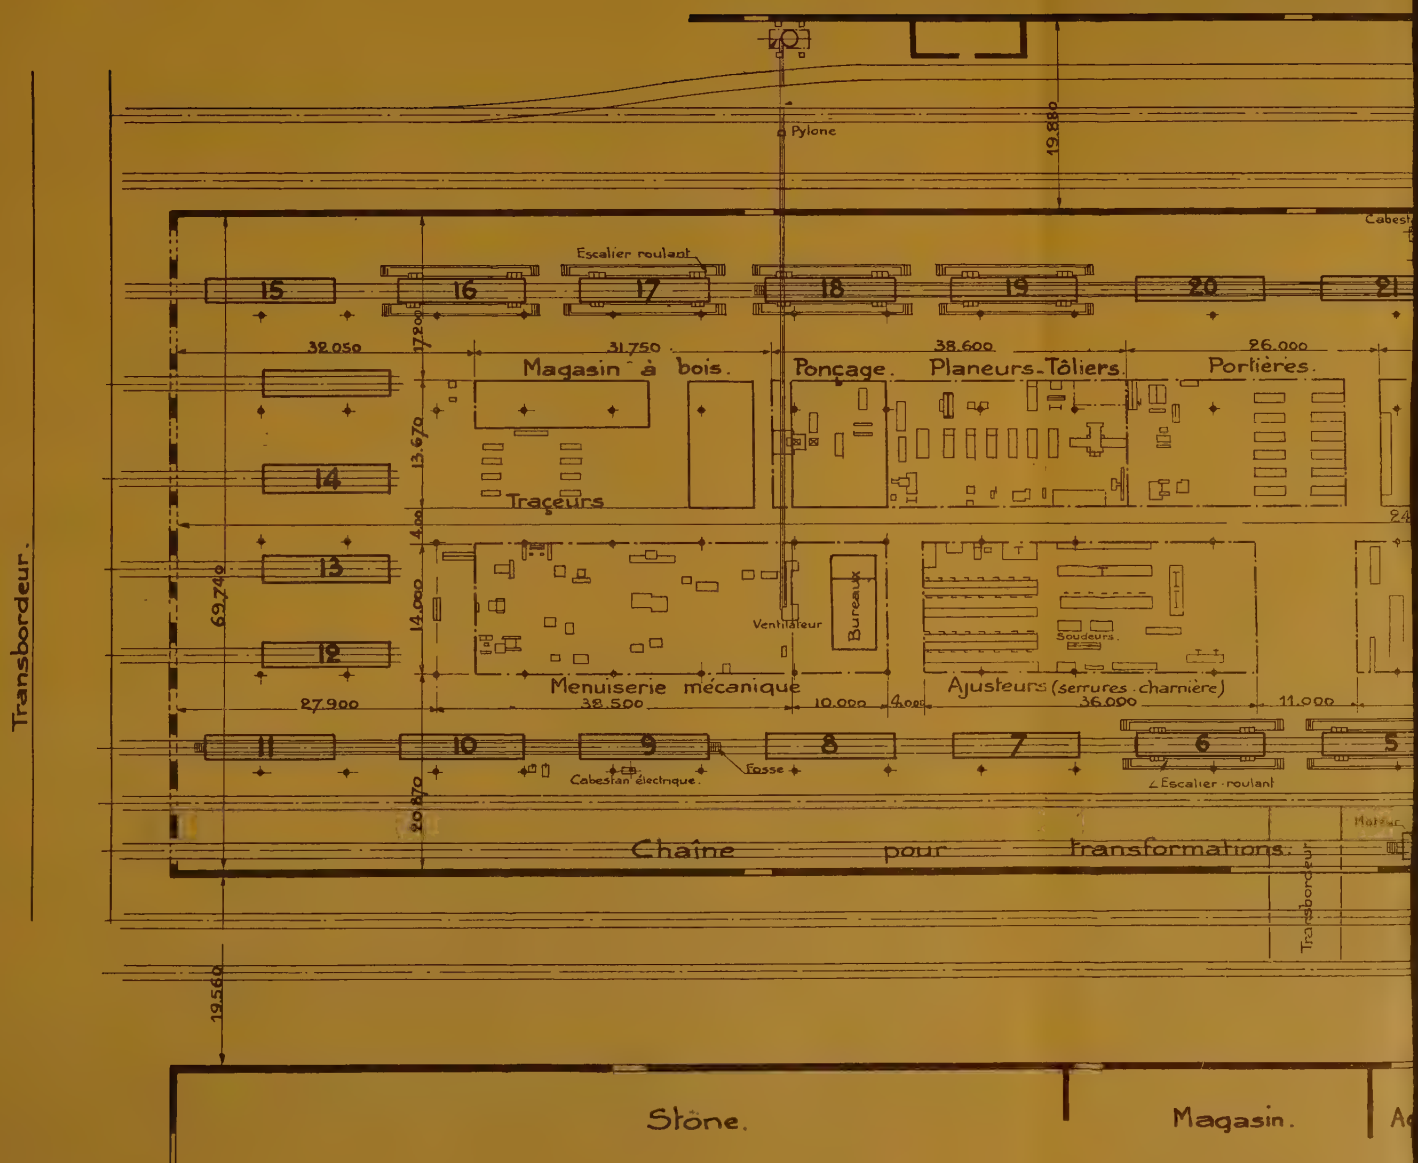 19.880
Pylone
Cabest
Escalier roulant
15
16
17
18
19
20
21
32.050
17.200
31.750
38.600
26.000
Magasin à bois.
Ponçage.
Planeurs-Tôliers.
Portières.
13.670
14
Traçeurs
4.00
24
Transbordeur.
69.740
13
14.000
Bureaux
Ventilateur
Soudeurs.
12
Menuiserie mécanique
Ajusteurs (serrures-charnière)
27.900
38.500
10.000
4.000
36.000
11.000
11
10
9
8
7
6
5
Fosse
Cabestan électrique.
Escalier-roulant
20.870
Moteur
Chaîne pour transformations.
Transbordeur
19.560
Stône.
Magasin.